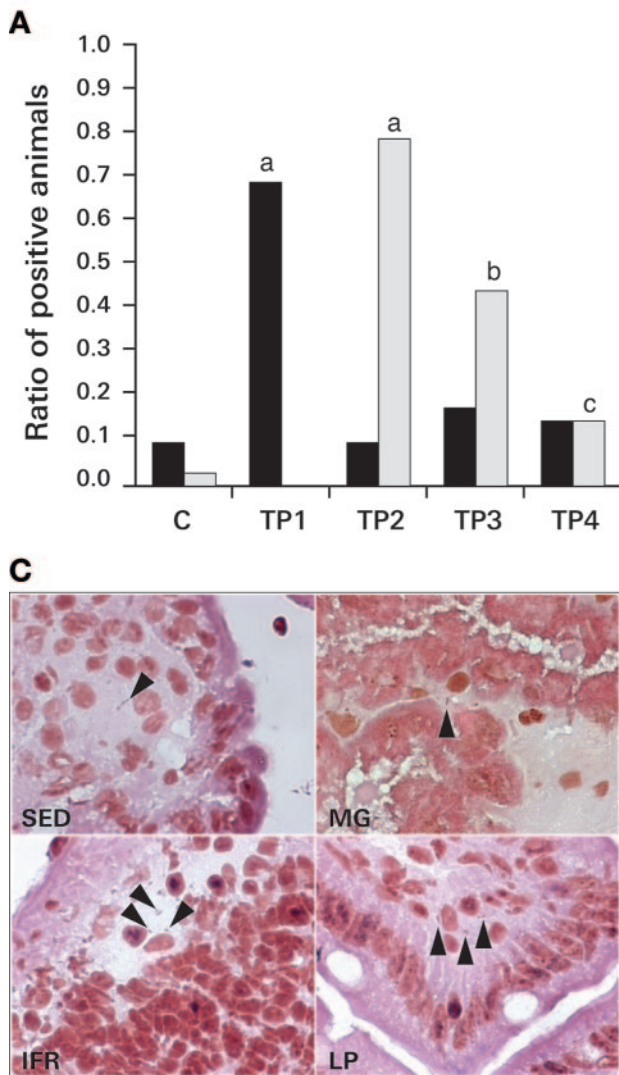 A
Ratio of positive animals
1.0
0.9
0.8
0.7
0.6
0.5
0.4
0.3
0.2
0.1
0.0
a
a
b
c
C TP1 TP2 TP3 TP4
C
SED MG
IFR LP